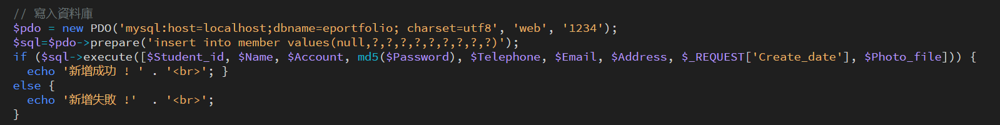 // 寫入資料庫
$pdo = new PDO('mysql:host=localhost;dbname=eportfolio; charset=utf8', 'web', '1234');
$sql=$pdo->prepare('insert into member values(null,?,?,?,?,?,?,?,?,?)');
if ($sql->execute([$Student_id, $Name, $Account, md5($Password), $Telephone, $Email, $Address, $_REQUEST['Create_date'], $Photo_file])) {
  echo '新增成功 ! ' . '<br>'; }
else {
  echo '新增失敗 !'  . '<br>';
}